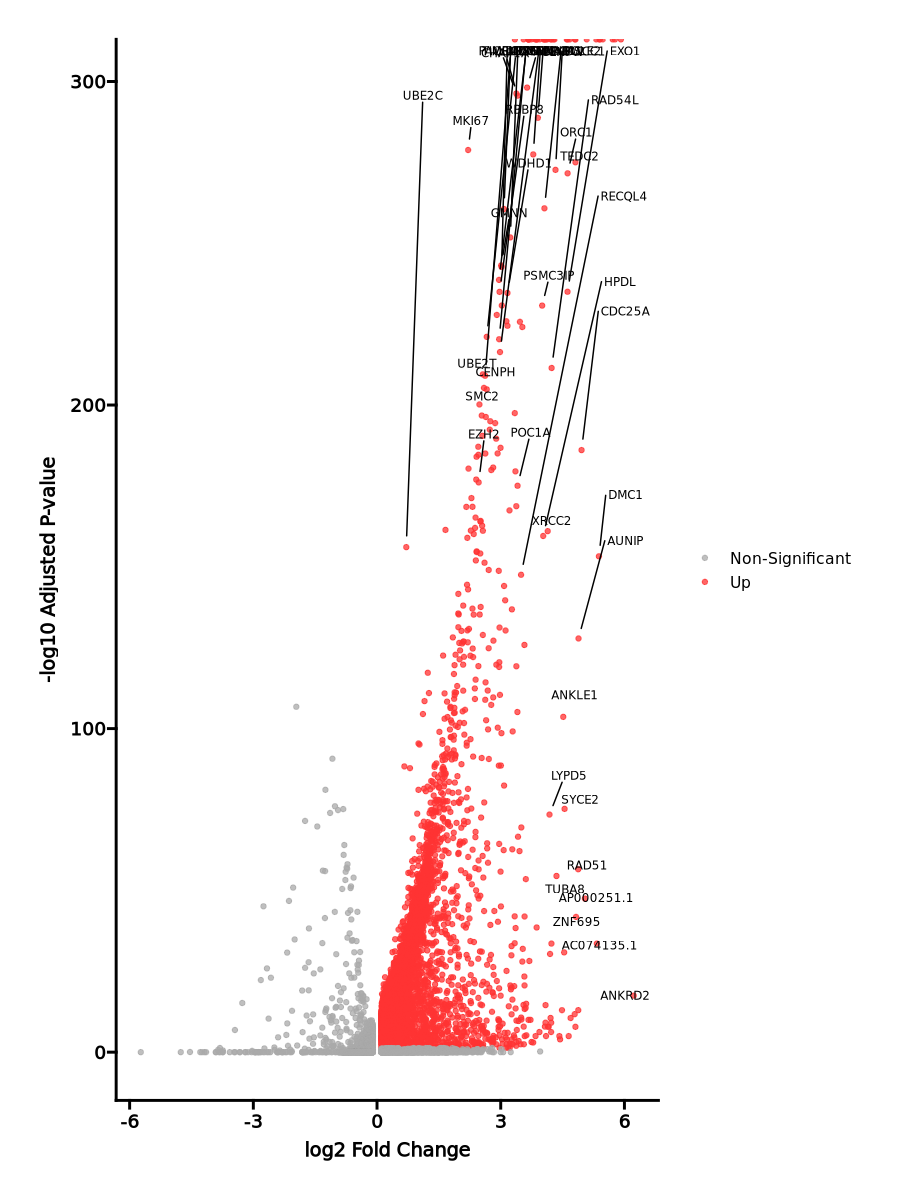 EXO1
UBE2C
RAD54L
RBBP8
MKI67
ORC1
TEDC2
WDHD1
RECQL4
GMNN
PSMC3IP
HPDL
CDC25A
UBE2T
CENPH
SMC2
EZH2
POC1A
DMC1
XRCC2
AUNIP
ANKLE1
LYPD5
SYCE2
RAD51
TUBA8
AP000251.1
ZNF695
AC074135.1
ANKRD2
300
200
100
0
-6
-3
0
3
6
log2 Fold Change
-log10 Adjusted P-value
Non-Significant
Up